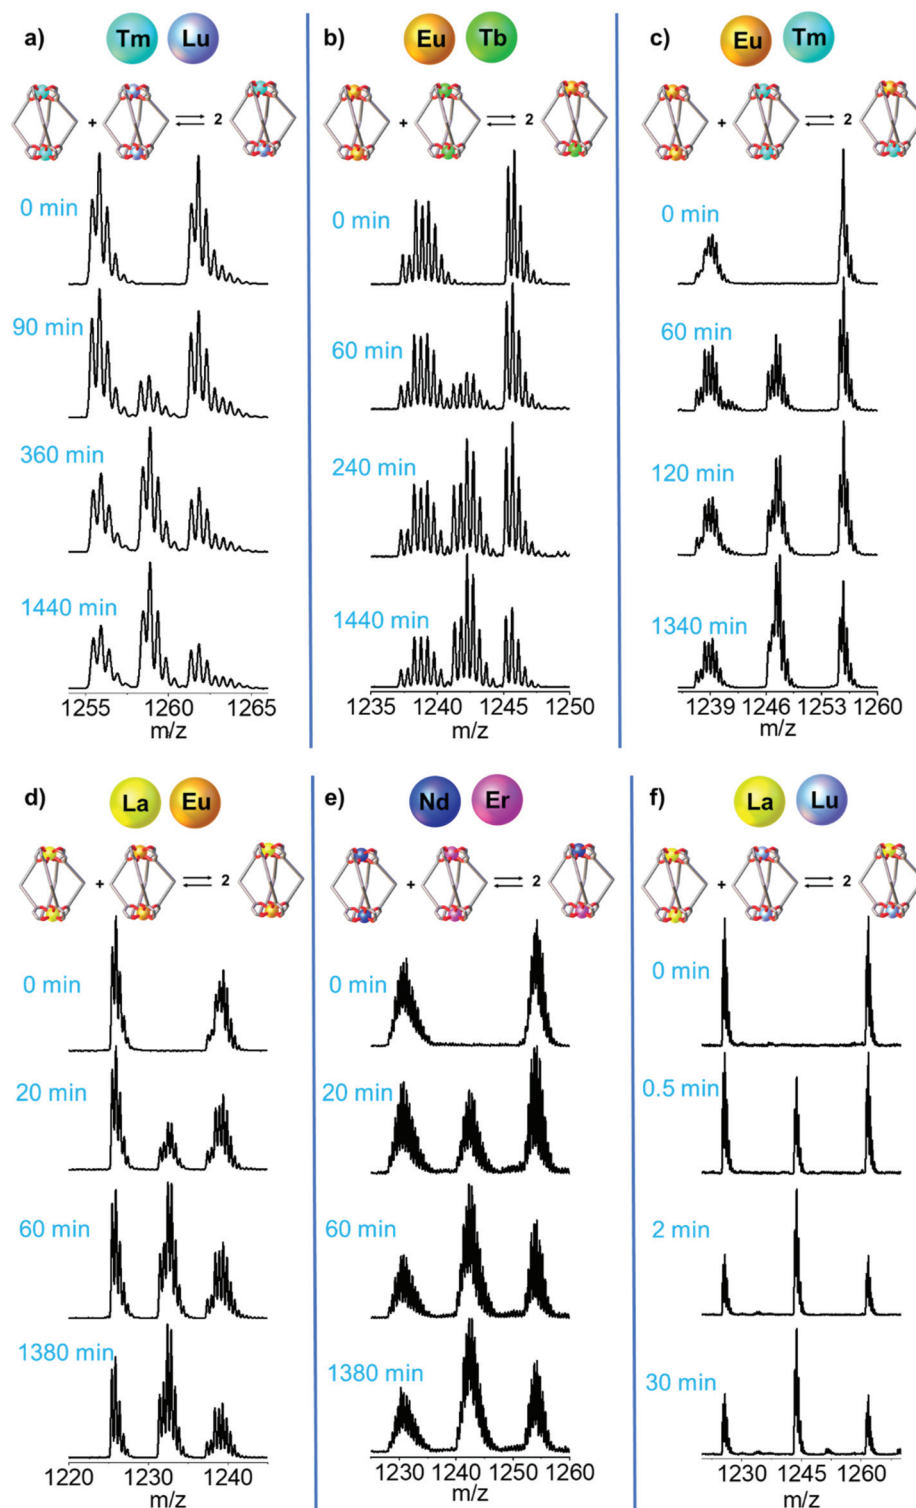 a)
Tm Lu
+ 2
0 min
90 min
360 min
1440 min
1255 1260 1265
m/z
b)
Eu Tb
+ 2
0 min
60 min
240 min
1440 min
1235 1240 1245 1250
m/z
c)
Eu Tm
+ 2
0 min
60 min
120 min
1340 min
1239 1246 1253 1260
m/z
d)
La Eu
+ 2
0 min
20 min
60 min
1380 min
1220 1230 1240
m/z
e)
Nd Er
+ 2
0 min
20 min
60 min
1380 min
1230 1240 1250 1260
m/z
f)
La Lu
+ 2
0 min
0.5 min
2 min
30 min
1230 1245 1260
m/z